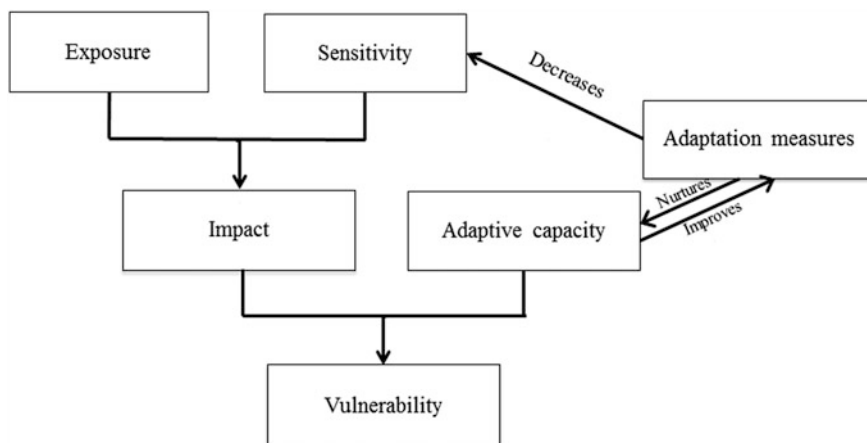 Exposure
Sensitivity
Decreases
Adaptation measures
Nurtures
Improves
Impact
Adaptive capacity
Vulnerability